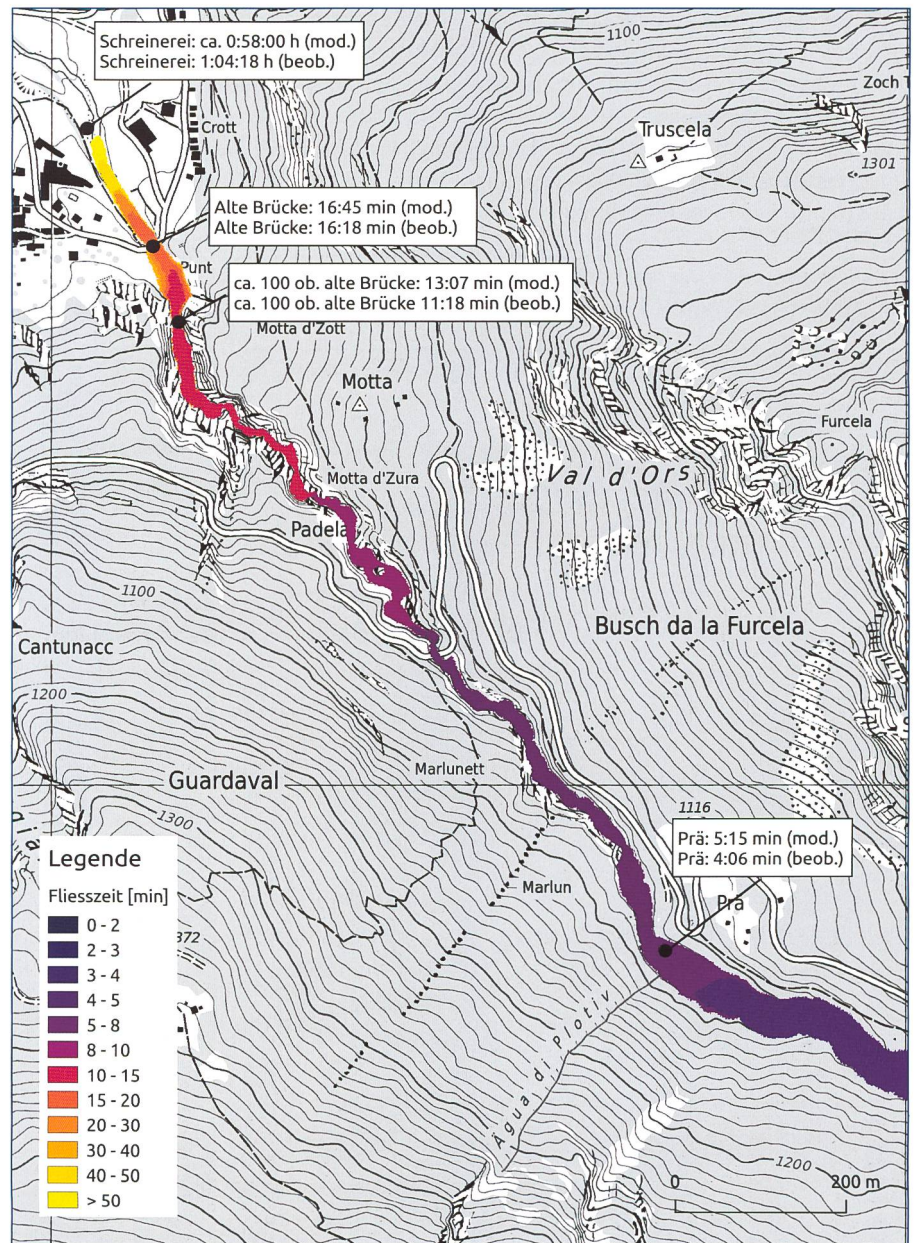 1100
Schreinerei: ca. 0:58:00 h (mod.)
Schreinerei: 1:04:18 h (beob.)
Zoch
Crott
Truscela
1301
Alte Brücke: 16:45 min (mod.)
Alte Brücke: 16:18 min (beob.)
Punt
ca. 100 ob. alte Brücke: 13:07 min (mod.)
ca. 100 ob. alte Brücke 11:18 min (beob.)
Motta d'Zott
Motta
Furcela
Motta d'Zura
Val d'Ors
Padela
1100
Busch da la Furcela
Cantunacc
1200
Marlunett
Guardaval
1300
1116
Prä: 5:15 min (mod.)
Prä: 4:06 min (beob.)
Marlun
Prä
Legende
Fliesszeit [min]
0 - 2
2 - 3
3 - 4
4 - 5
5 - 8
8 - 10
10 - 15
15 - 20
20 - 30
30 - 40
40 - 50
> 50
372
Ägua di Piotiv
1200
0 200 m